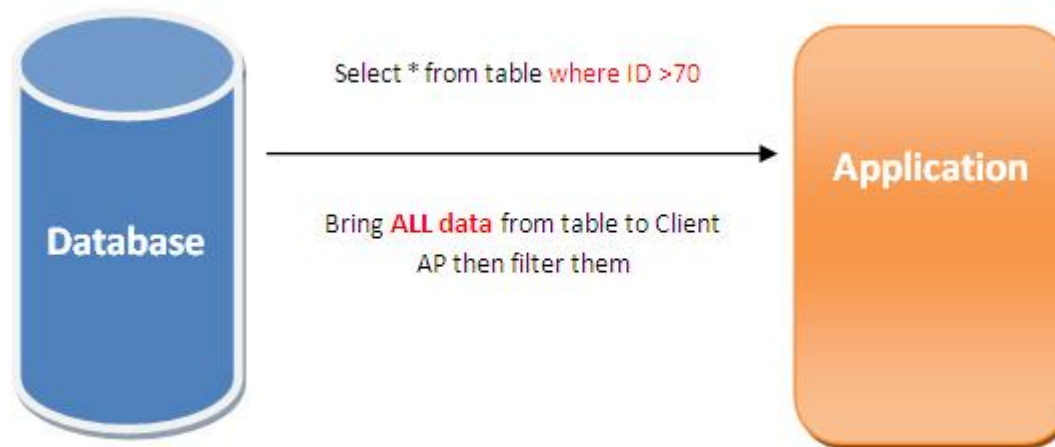 Select * from table where ID >70
Database
Application
Bring ALL data from table to Client
AP then filter them